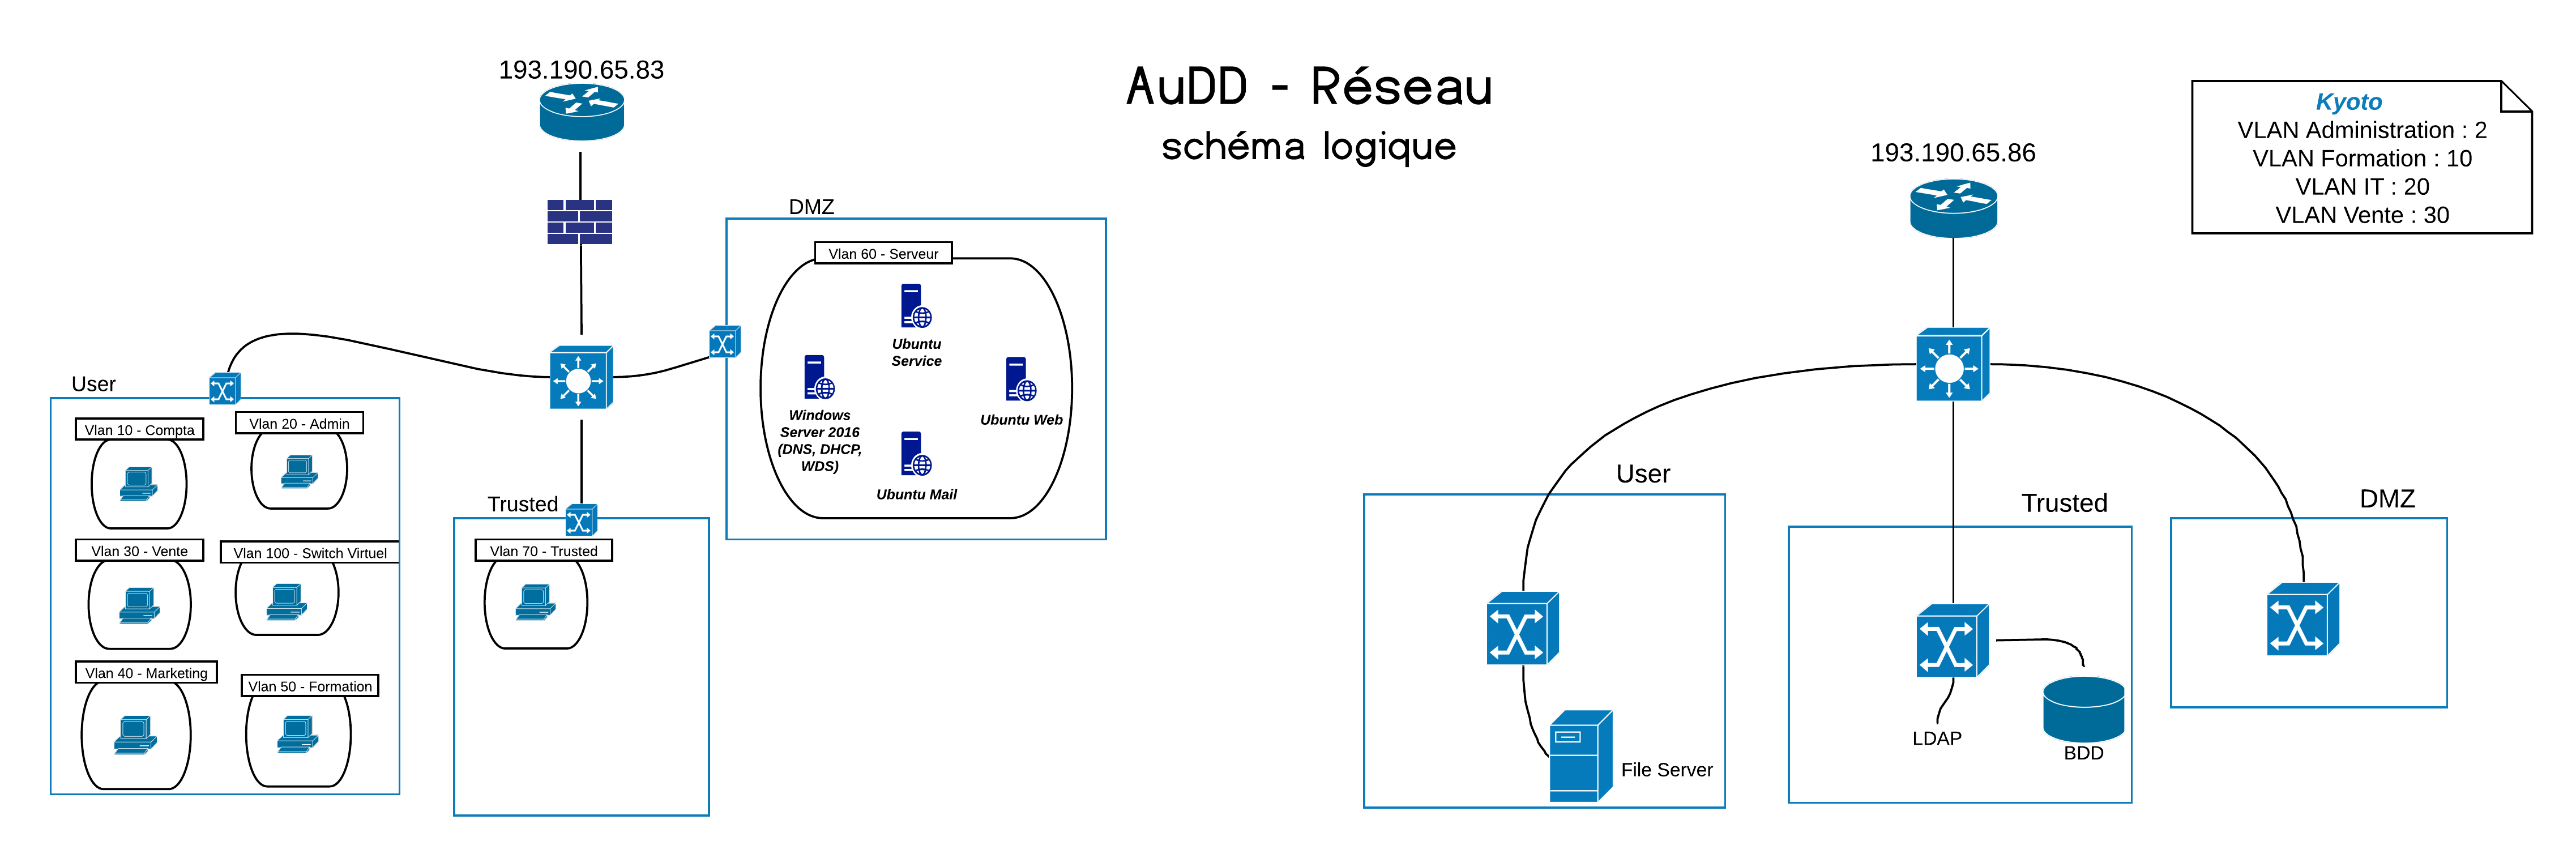 AuDD - Réseau
schéma logique
193.190.65.83
DMZ
Vlan 60 - Serveur
Ubuntu
Service
Windows
Server 2016
(DNS, DHCP,
WDS)
Ubuntu Web
Ubuntu Mail
User
Vlan 10 - Compta
Vlan 20 - Admin
Vlan 30 - Vente
Vlan 100 - Switch Virtuel
Vlan 40 - Marketing
Vlan 50 - Formation
Trusted
Vlan 70 - Trusted
193.190.65.86
Kyoto
VLAN Administration : 2
VLAN Formation : 10
VLAN IT : 20
VLAN Vente : 30
User
File Server
Trusted
LDAP
BDD
DMZ